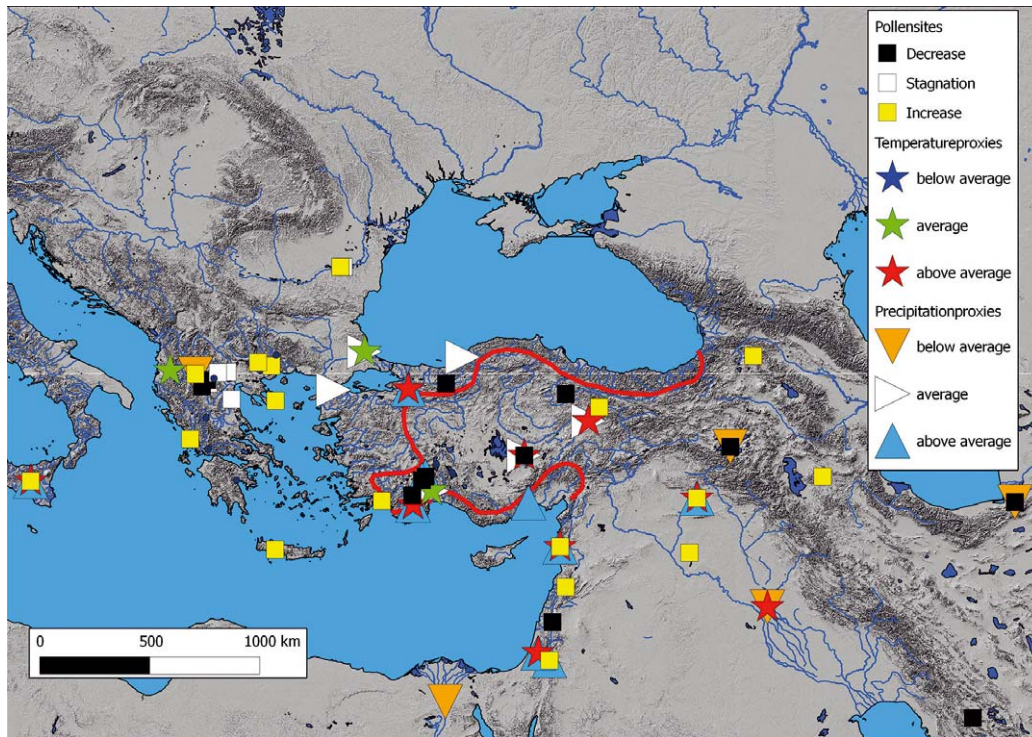 Pollensites
Decrease
Stagnation
Increase
Temperatureproxies
below average
average
above average
Precipitationproxies
below average
average
above average
0 500 1000 km